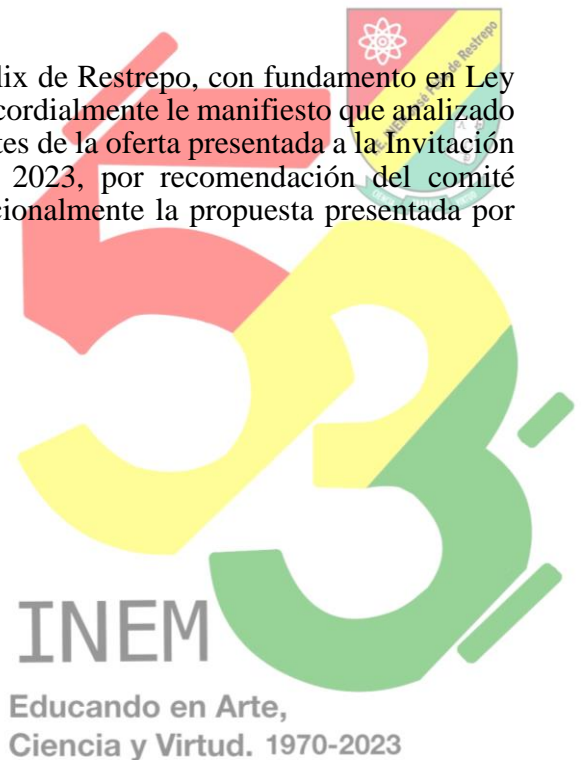 lix de Restrepo, con fundamento en Ley
cordialmente le manifiesto que analizado
tes de la oferta presentada a la Invitación
2023, por recomendación del comité
cionalmente la propuesta presentada por
53
INEM
Educando en Arte,
Ciencia y Virtud. 1970-2023